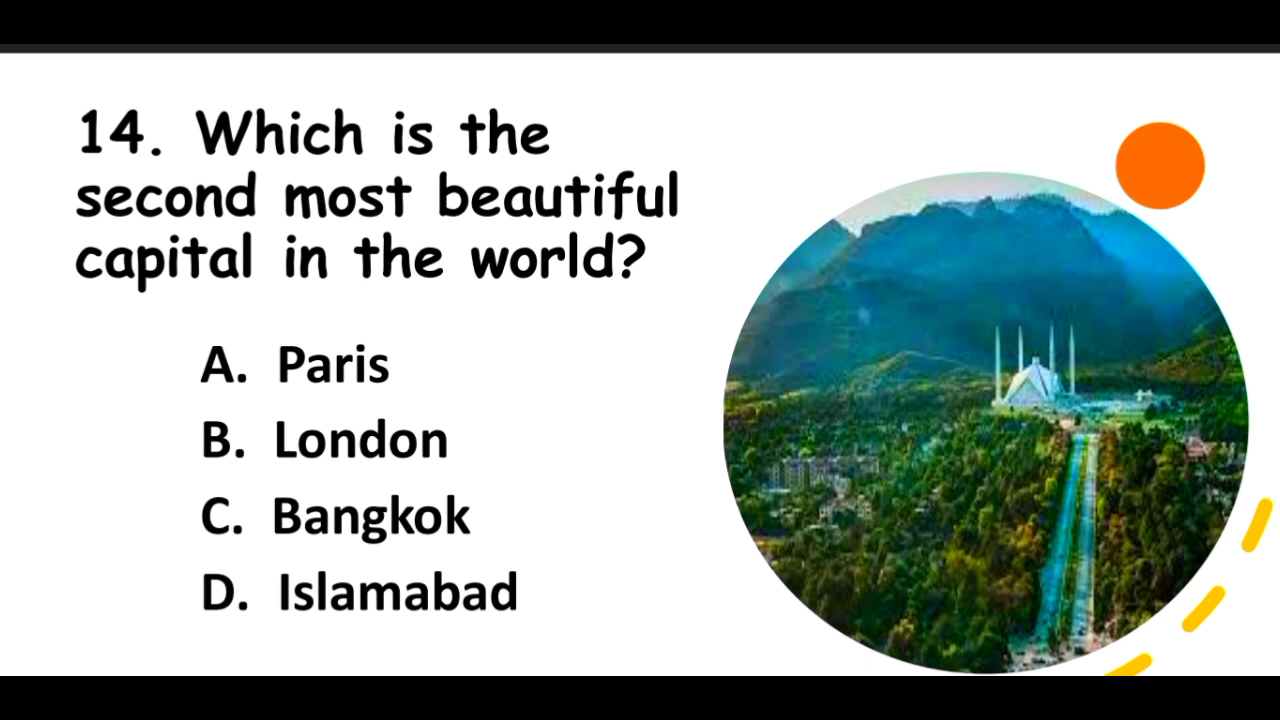 14. Which is the
second most beautiful
capital in the world?
A. Paris
B. London
C. Bangkok
D. Islamabad